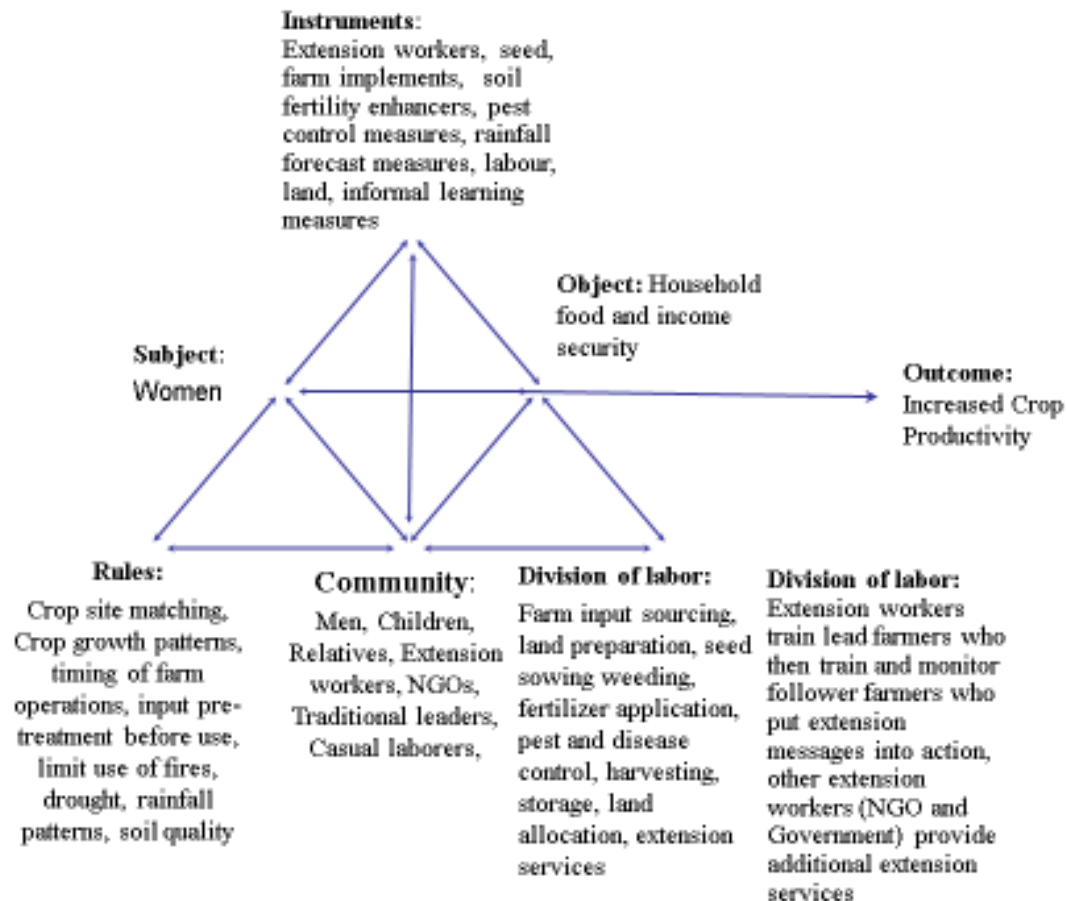 Instruments:
Extension workers, seed,
farm implements, soil
fertility enhancers, pest
control measures, rainfall
forecast measures, labour,
land, informal learning
measures
Object: Household
food and income
security
Subject:
Women
Outcome:
Increased Crop
Productivity
Rules:
Crop site matching,
Crop growth patterns,
timing of farm
operations, input pre-
treatment before use,
limit use of fires,
drought, rainfall
patterns, soil quality
Community:
Men, Children,
Relatives, Extension
workers, NGOs,
Traditional leaders,
Casual laborers,
Division of labor:
Farm input sourcing,
land preparation, seed
sowing weeding,
fertilizer application,
pest and disease
control, harvesting,
storage, land
allocation, extension
services
Division of labor:
Extension workers
train lead farmers who
then train and monitor
follower farmers who
put extension
messages into action,
other extension
workers (NGO and
Government) provide
additional extension
services